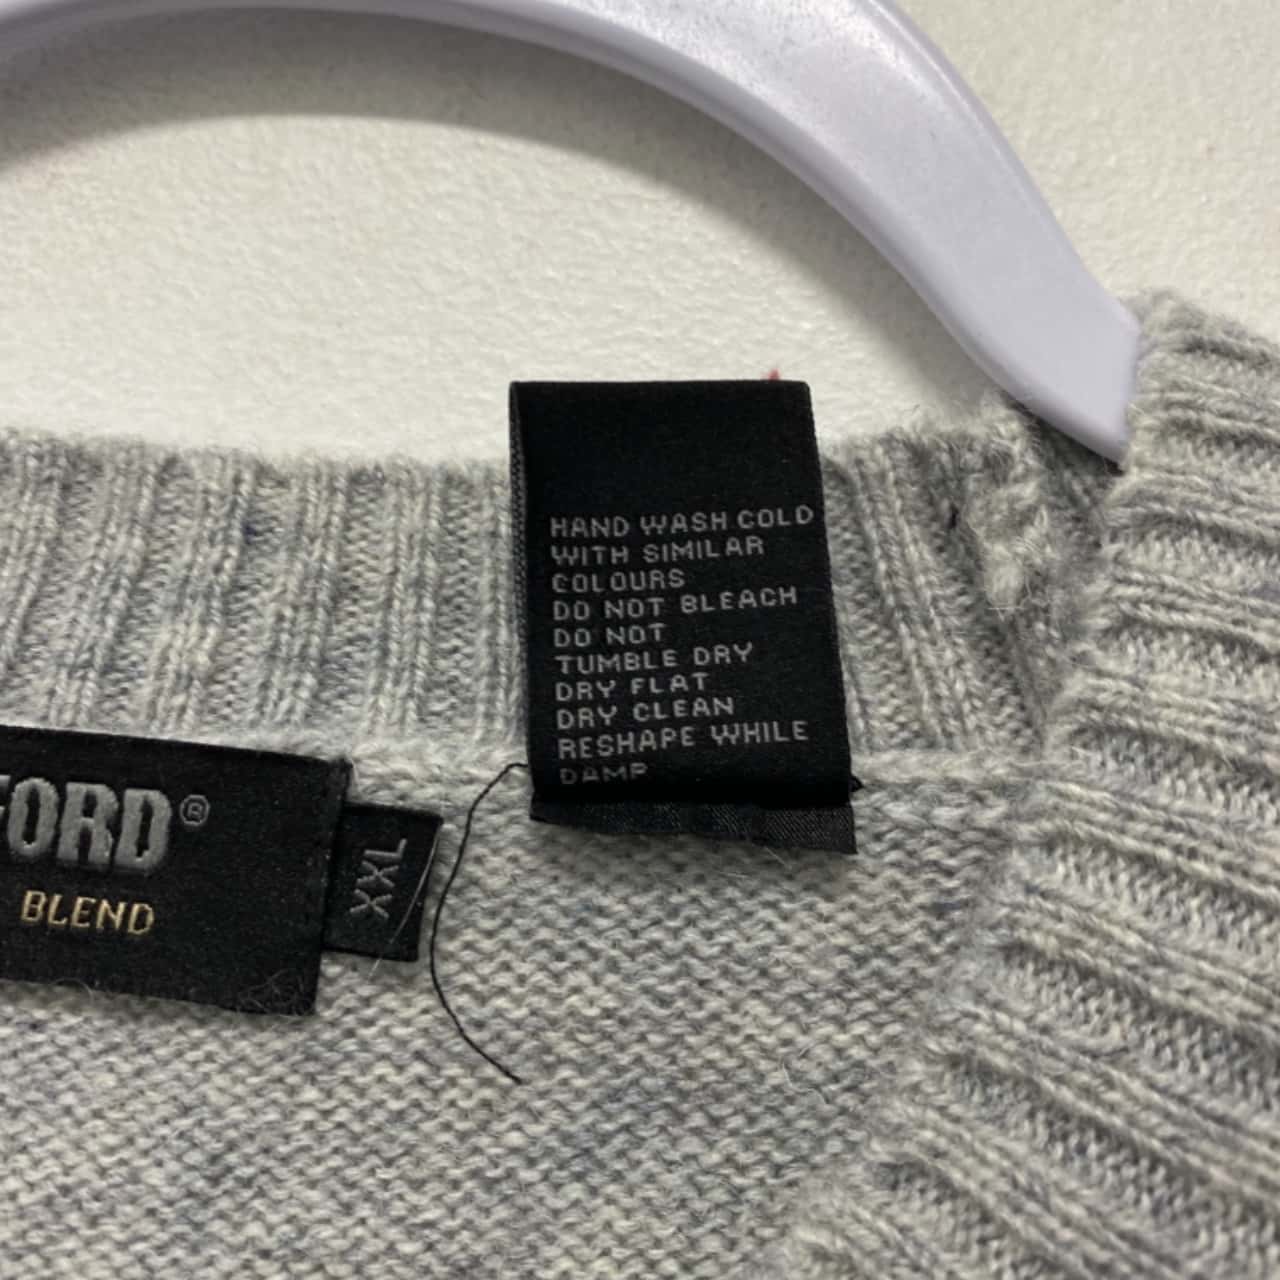 HAND WASH COLD
WITH SIMILAR
COLOURS
DO NOT BLEACH
DO NOT
TUMBLE DRY
DRY FLAT
DRY CLEAN
RESHAPE WHILE
DAMP
FORD®
BLEND
XXL